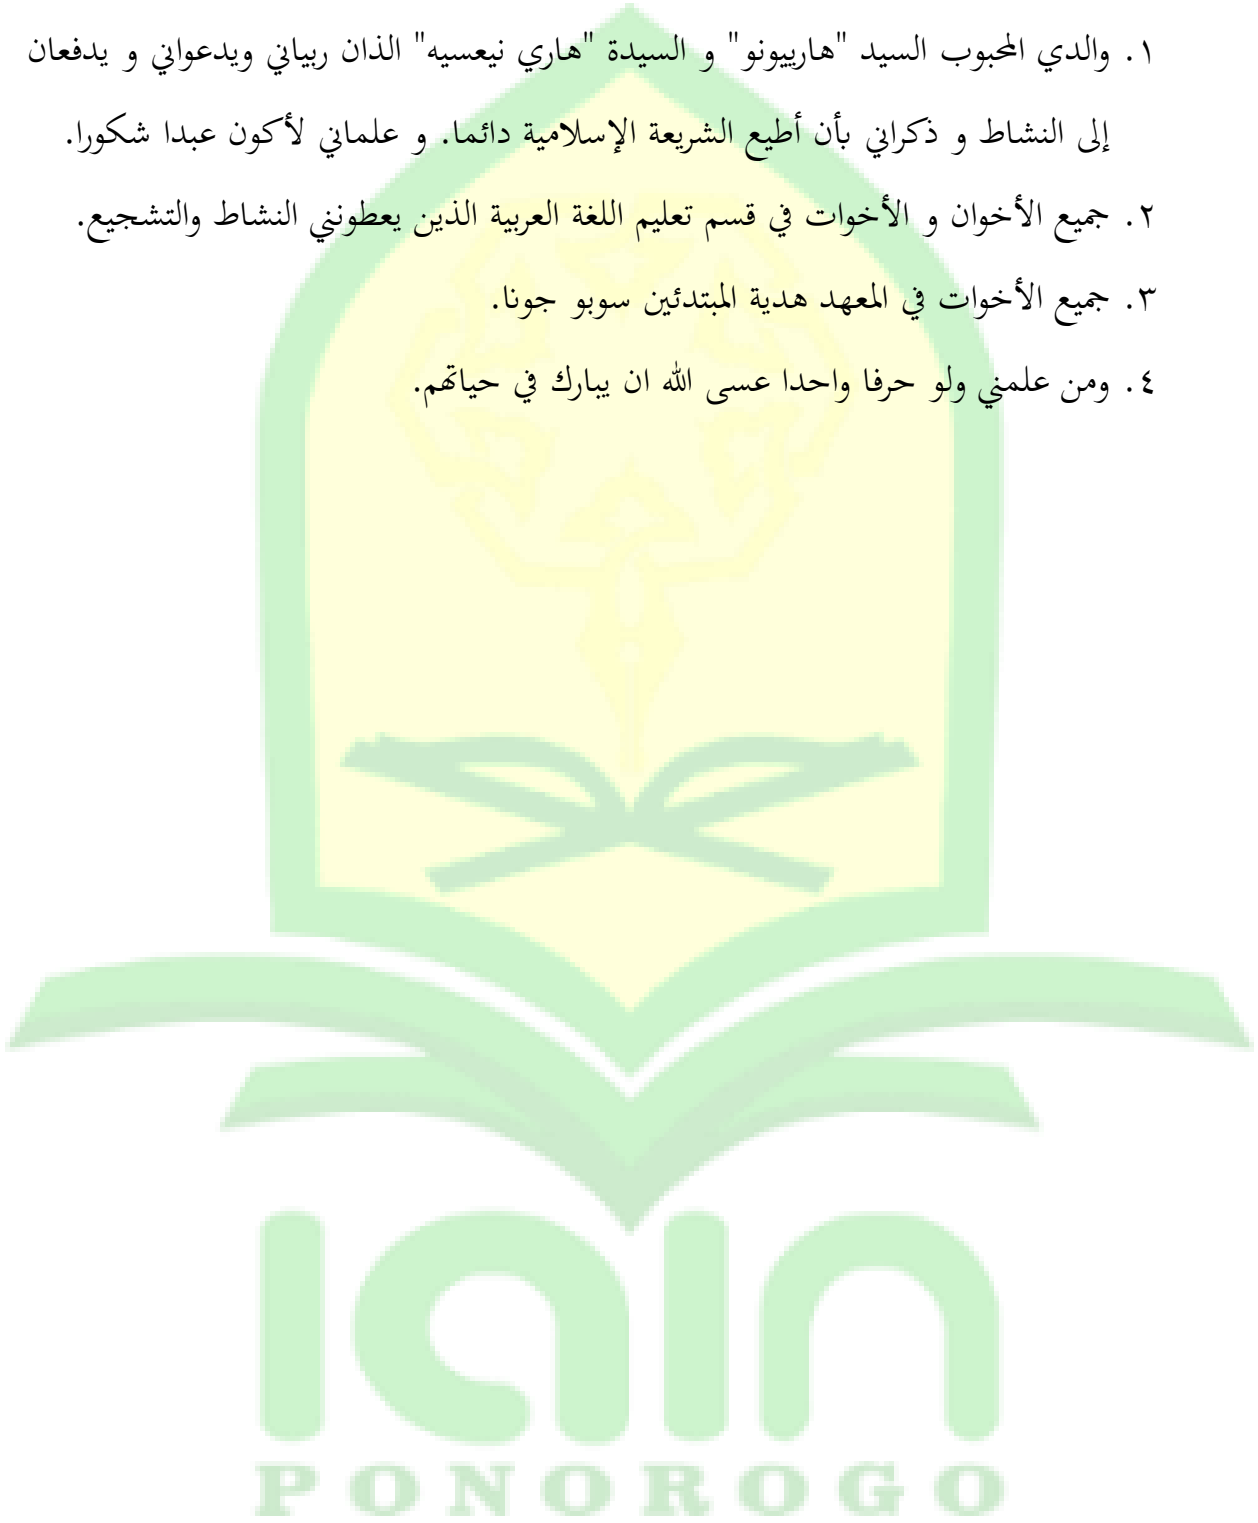 ١. والدي المحبوب السيد "هارييونو" و السيدة "هاري نيعسيه" الذان ربياني ويدعواني و يدفعان
إلى النشاط و ذكراني بأن أطيع الشريعة الإسلامية دائما. و علماني لأكون عبدا شكورا.
٢. جميع الأخوان و الأخوات في قسم تعليم اللغة العربية الذين يعطونني النشاط والتشجيع.
٣. جميع الأخوات في المعهد هدية المبتدئين سوبو جونا.
٤. ومن علمني ولو حرفا واحدا عسى الله ان يبارك في حياتهم.
iain
PONOROGO